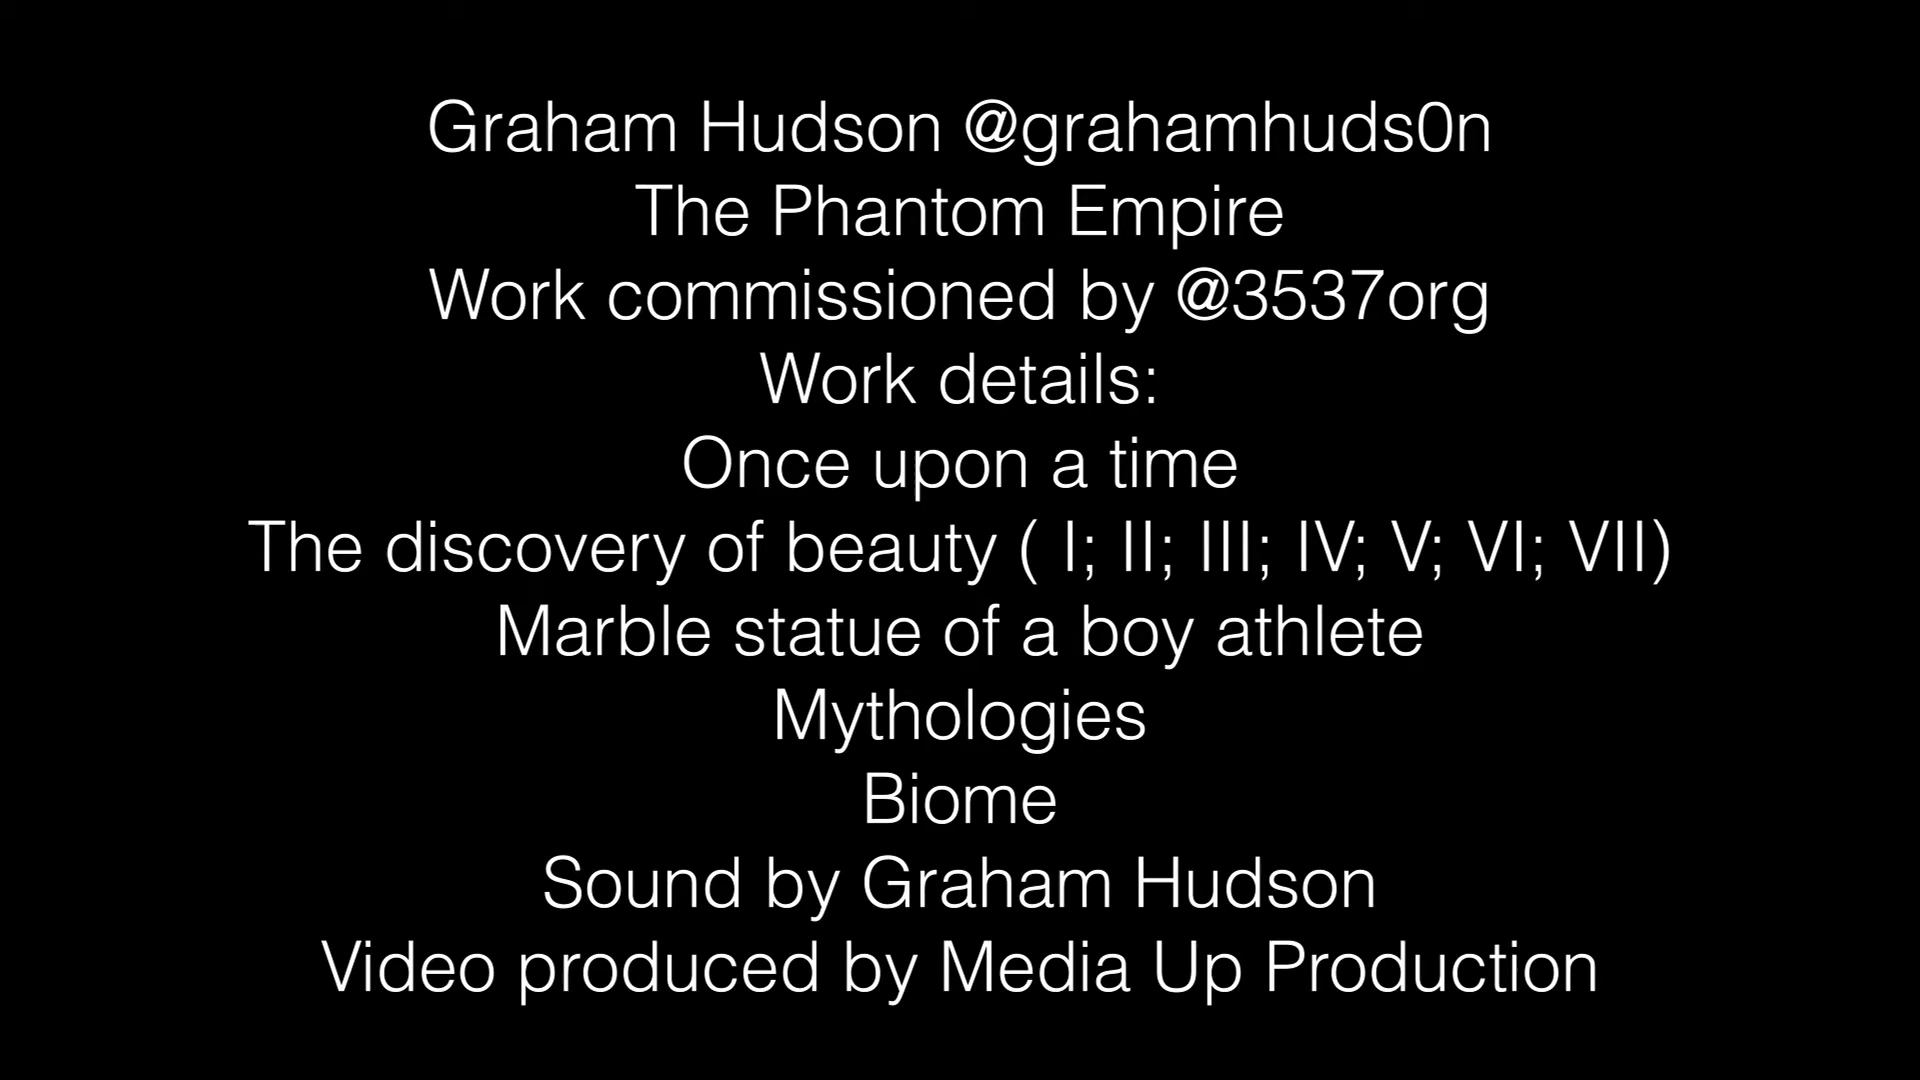 Graham Hudson @grahamhuds0n
The Phantom Empire
Work commissioned by @3537org
Work details:
Once upon a time
The discovery of beauty ( I; II; III; IV; V; VI; VII)
Marble statue of a boy athlete
Mythologies
Biome
Sound by Graham Hudson
Video produced by Media Up Production